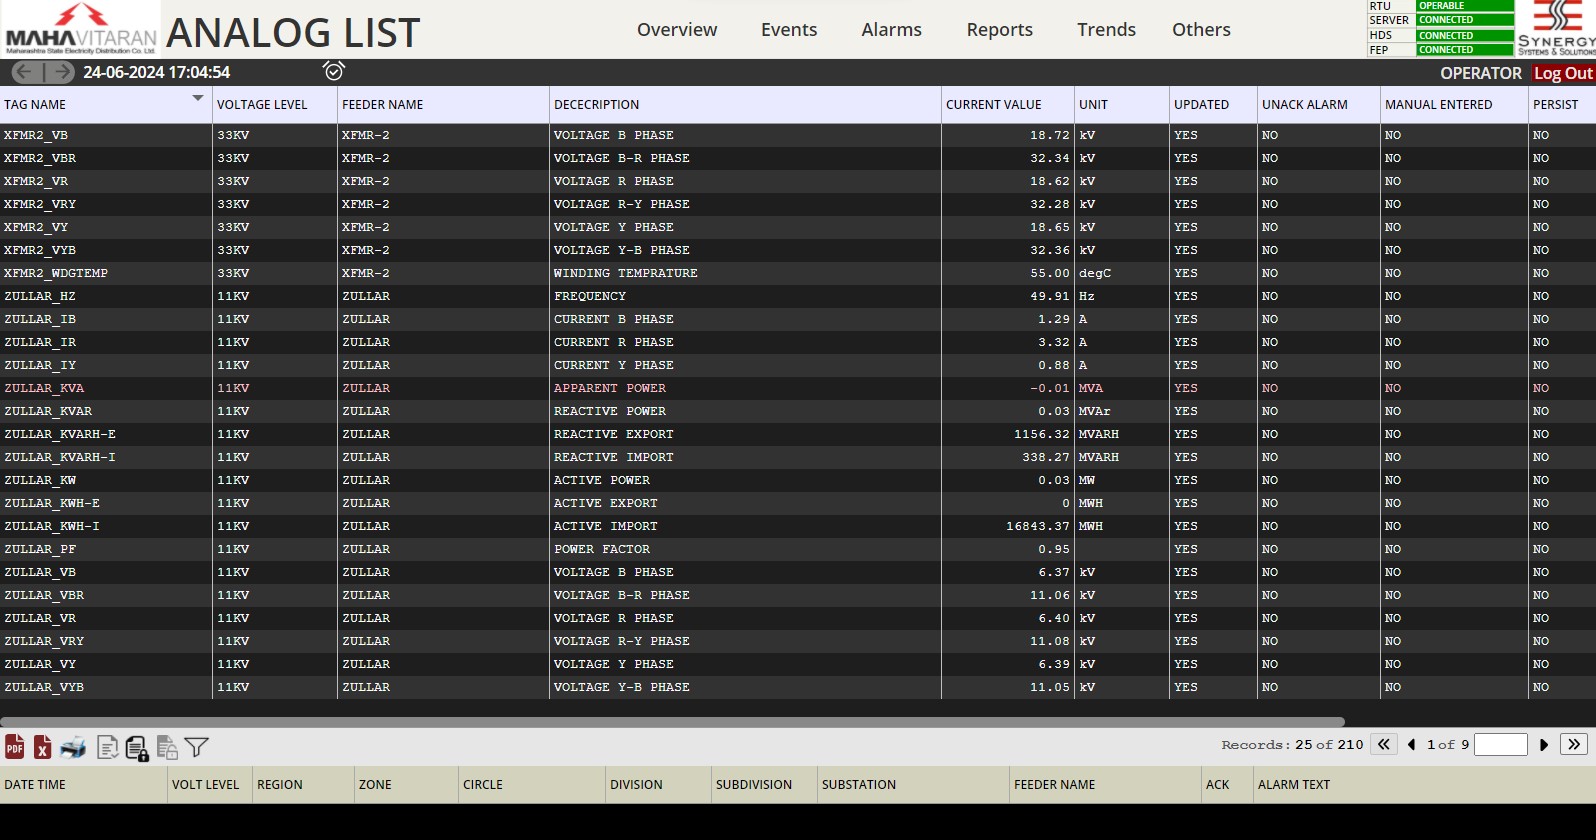 MAHAVITARAN
Maharashtra State Electricity Distribution Co. Ltd.
ANALOG LIST
Overview Events Alarms Reports Trends Others
RTU OPERABLE
SERVER CONNECTED
HDS CONNECTED
FEP CONNECTED
SYNERGY
SYSTEMS & SOLUTIONS
24-06-2024 17:04:54 OPERATOR Log Out
TAG NAME VOLTAGE LEVEL FEEDER NAME DECECRIPTION CURRENT VALUE UNIT UPDATED UNACK ALARM MANUAL ENTERED PERSIST
XFMR2_VB 33KV XFMR-2 VOLTAGE B PHASE 18.72 kV YES NO NO NO
XFMR2_VBR 33KV XFMR-2 VOLTAGE B-R PHASE 32.34 kV YES NO NO NO
XFMR2_VR 33KV XFMR-2 VOLTAGE R PHASE 18.62 kV YES NO NO NO
XFMR2_VRY 33KV XFMR-2 VOLTAGE R-Y PHASE 32.28 kV YES NO NO NO
XFMR2_VY 33KV XFMR-2 VOLTAGE Y PHASE 18.65 kV YES NO NO NO
XFMR2_VYB 33KV XFMR-2 VOLTAGE Y-B PHASE 32.36 kV YES NO NO NO
XFMR2_WDGTEMP 33KV XFMR-2 WINDING TEMPRATURE 55.00 degC YES NO NO NO
ZULLAR_HZ 11KV ZULLAR FREQUENCY 49.91 Hz YES NO NO NO
ZULLAR_IB 11KV ZULLAR CURRENT B PHASE 1.29 A YES NO NO NO
ZULLAR_IR 11KV ZULLAR CURRENT R PHASE 3.32 A YES NO NO NO
ZULLAR_IY 11KV ZULLAR CURRENT Y PHASE 0.88 A YES NO NO NO
ZULLAR_KVA 11KV ZULLAR APPARENT POWER -0.01 MVA YES NO NO NO
ZULLAR_KVAR 11KV ZULLAR REACTIVE POWER 0.03 MVAr YES NO NO NO
ZULLAR_KVARH-E 11KV ZULLAR REACTIVE EXPORT 1156.32 MVARH YES NO NO NO
ZULLAR_KVARH-I 11KV ZULLAR REACTIVE IMPORT 338.27 MVARH YES NO NO NO
ZULLAR_KW 11KV ZULLAR ACTIVE POWER 0.03 MW YES NO NO NO
ZULLAR_KWH-E 11KV ZULLAR ACTIVE EXPORT 0 MWH YES NO NO NO
ZULLAR_KWH-I 11KV ZULLAR ACTIVE IMPORT 16843.37 MWH YES NO NO NO
ZULLAR_PF 11KV ZULLAR POWER FACTOR 0.95 YES NO NO NO
ZULLAR_VB 11KV ZULLAR VOLTAGE B PHASE 6.37 kV YES NO NO NO
ZULLAR_VBR 11KV ZULLAR VOLTAGE B-R PHASE 11.06 kV YES NO NO NO
ZULLAR_VR 11KV ZULLAR VOLTAGE R PHASE 6.40 kV YES NO NO NO
ZULLAR_VRY 11KV ZULLAR VOLTAGE R-Y PHASE 11.08 kV YES NO NO NO
ZULLAR_VY 11KV ZULLAR VOLTAGE Y PHASE 6.39 kV YES NO NO NO
ZULLAR_VYB 11KV ZULLAR VOLTAGE Y-B PHASE 11.05 kV YES NO NO NO
PDF X Records: 25 of 210 1 of 9
DATE TIME VOLT LEVEL REGION ZONE CIRCLE DIVISION SUBDIVISION SUBSTATION FEEDER NAME ACK ALARM TEXT